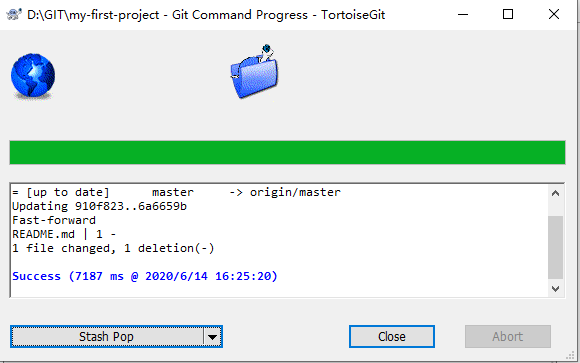 D:\GIT\my-first-project - Git Command Progress - TortoiseGit
= [up to date]      master     -> origin/master
Updating 910f823..6a6659b
Fast-forward
README.md | 1 -
1 file changed, 1 deletion(-)
Success (7187 ms @ 2020/6/14 16:25:20)
Stash Pop
Close
Abort